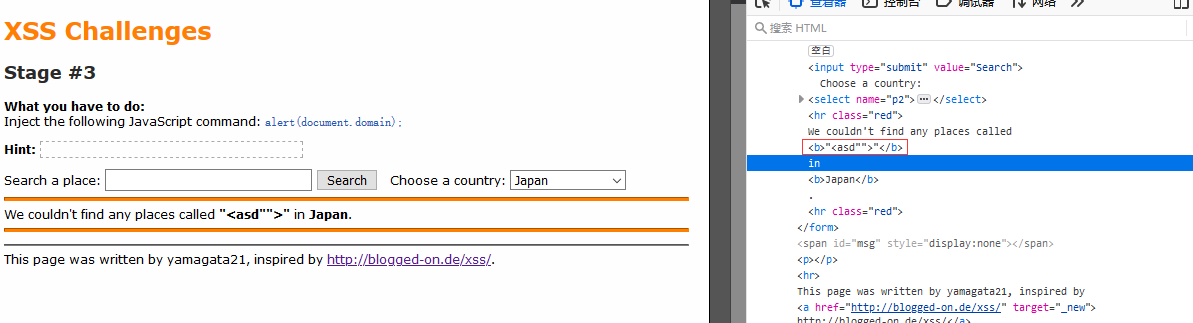 XSS Challenges
Stage #3
What you have to do:
Inject the following JavaScript command: alert(document.domain);
Hint:
Search a place: Search Choose a country: Japan
We couldn't find any places called "<asd"">" in Japan.
This page was written by yamagata21, inspired by http://blogged-on.de/xss/.
查看器 控制台 调试器 网络
搜索 HTML
空白
<input type="submit" value="Search">
Choose a country:
<select name="p2"> </select>
<hr class="red">
We couldn't find any places called
<b>"<asd"">"</b>
in
<b>Japan</b>
.
<hr class="red">
</form>
<span id="msg" style="display:none"></span>
<p></p>
<hr>
This page was written by yamagata21, inspired by
<a href="http://blogged-on.de/xss/" target="_new">
http://blogged-on.de/xss/</a>